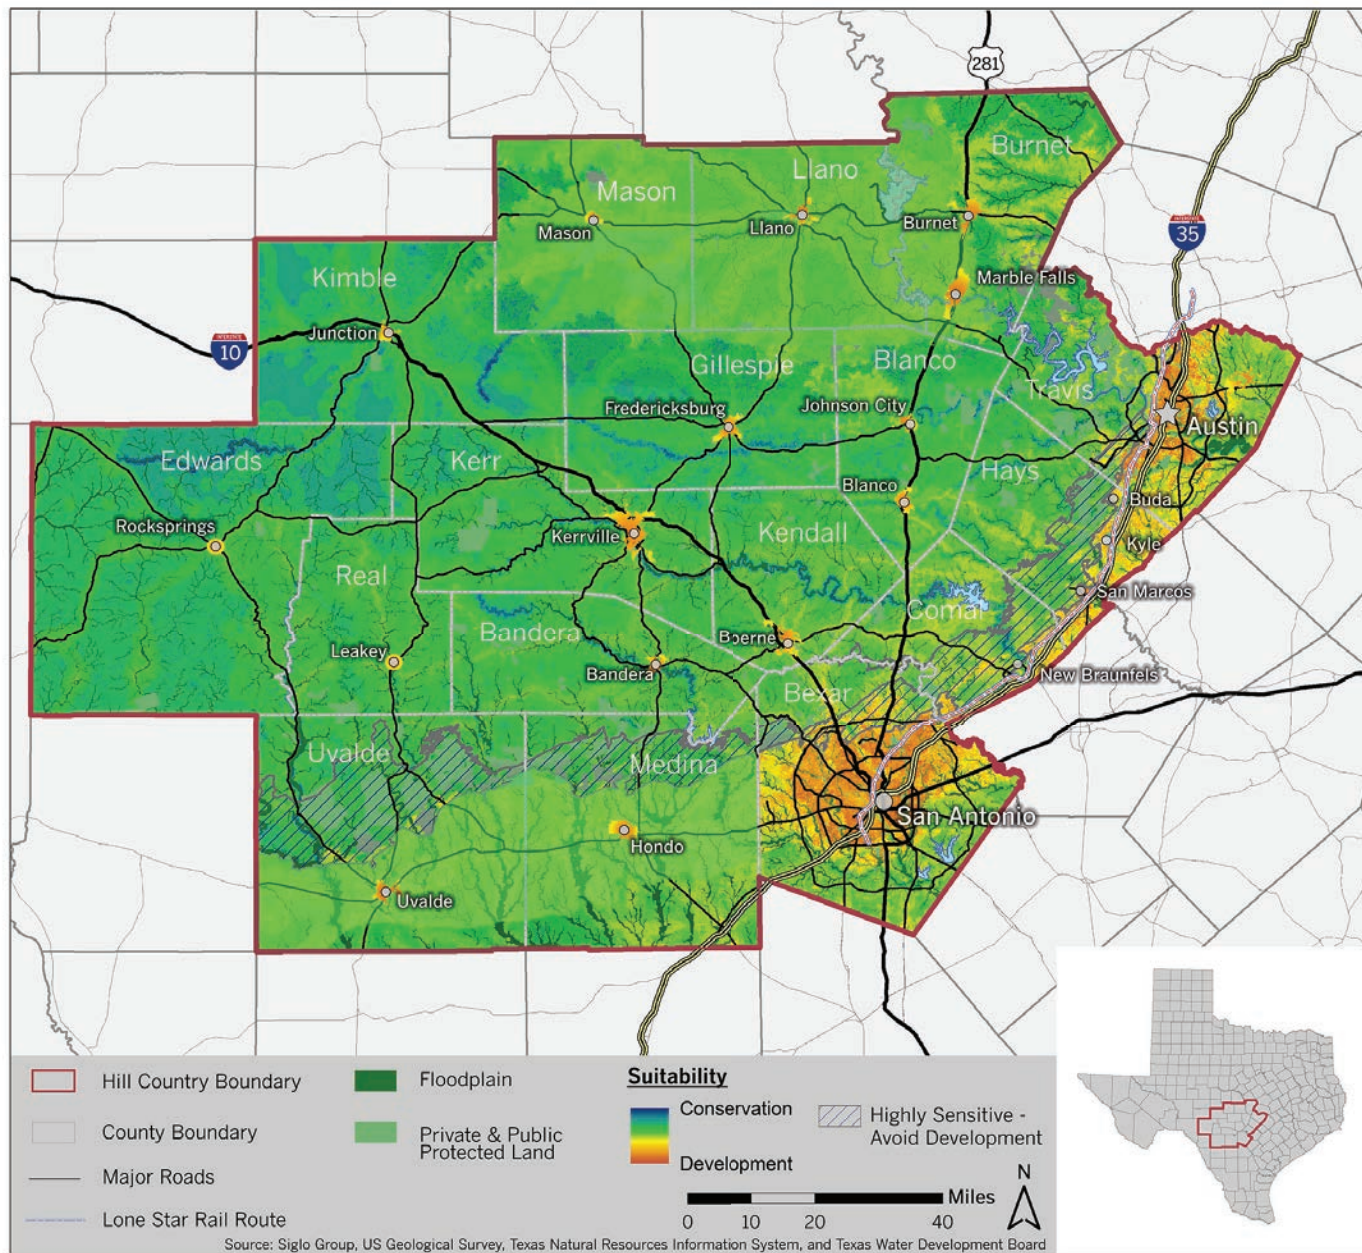 281
Burnet
Llano
Mason
Mason
Llano
Burnet
INTERSTATE
35
Kimble
Marble Falls
Junction
INTERSTATE
10
Gillespie
Blanco
Travis
Fredericksburg
Johnson City
Austin
Edwards
Kerr
Hays
Blanco
Buda
Rocksprings
Kerrville
Kendall
Kyle
Real
San Marcos
Comal
Bandera
Boerne
Leakey
Bandera
New Braunfels
Bexar
Uvalde
Medina
San Antonio
Hondo
Uvalde
Hill Country Boundary
County Boundary
Major Roads
Lone Star Rail Route
Floodplain
Private & Public
Protected Land
Suitability
Conservation
Development
Highly Sensitive -
Avoid Development
Miles
0 10 20 40
N
Source: Siglo Group, US Geological Survey, Texas Natural Resources Information System, and Texas Water Development Board